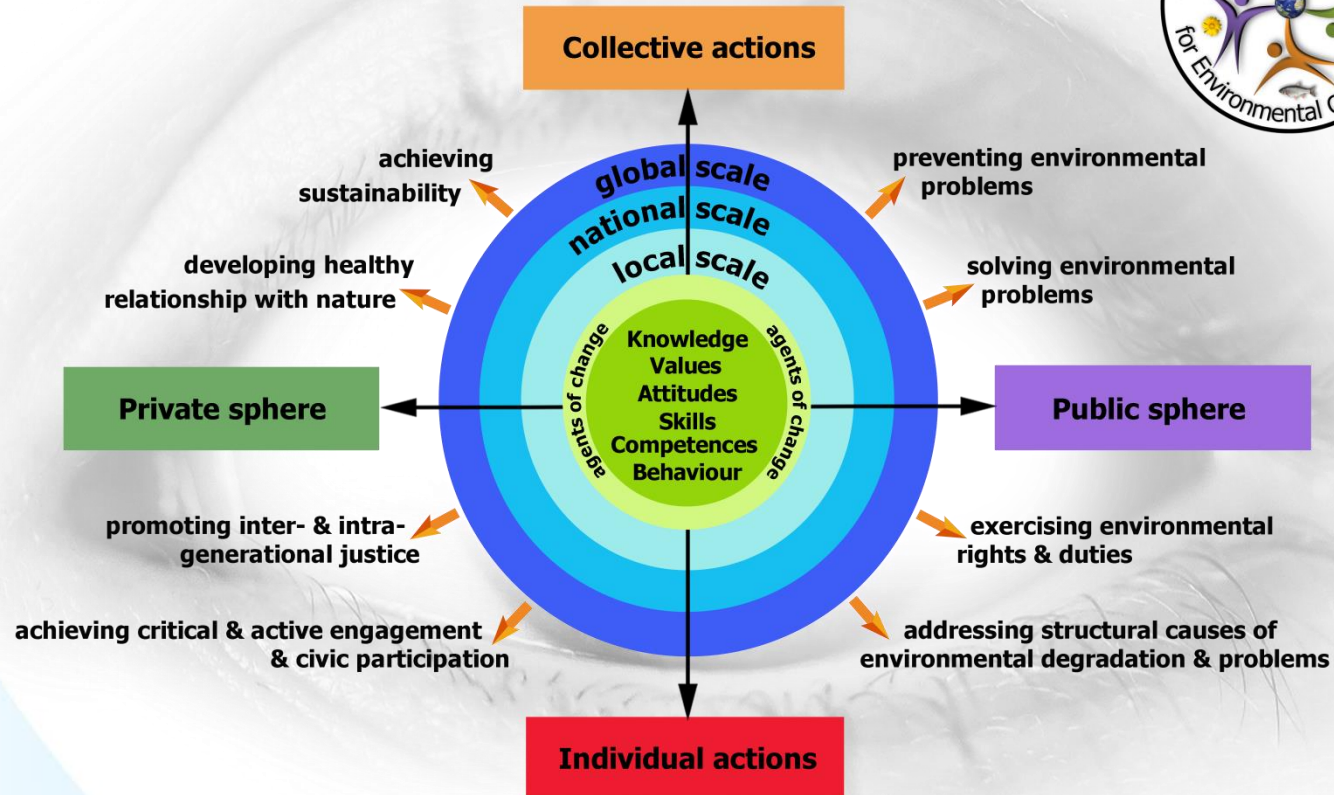 Collective actions
for Environmental
achieving
sustainability
preventing environmental
problems
global scale
national scale
local scale
developing healthy
relationship with nature
solving environmental
problems
agents of change
Knowledge
Values
Attitudes
Skills
Competences
Behaviour
agents of change
Private sphere
Public sphere
promoting inter- & intra-
generational justice
exercising environmental
rights & duties
achieving critical & active engagement
& civic participation
addressing structural causes of
environmental degradation & problems
Individual actions